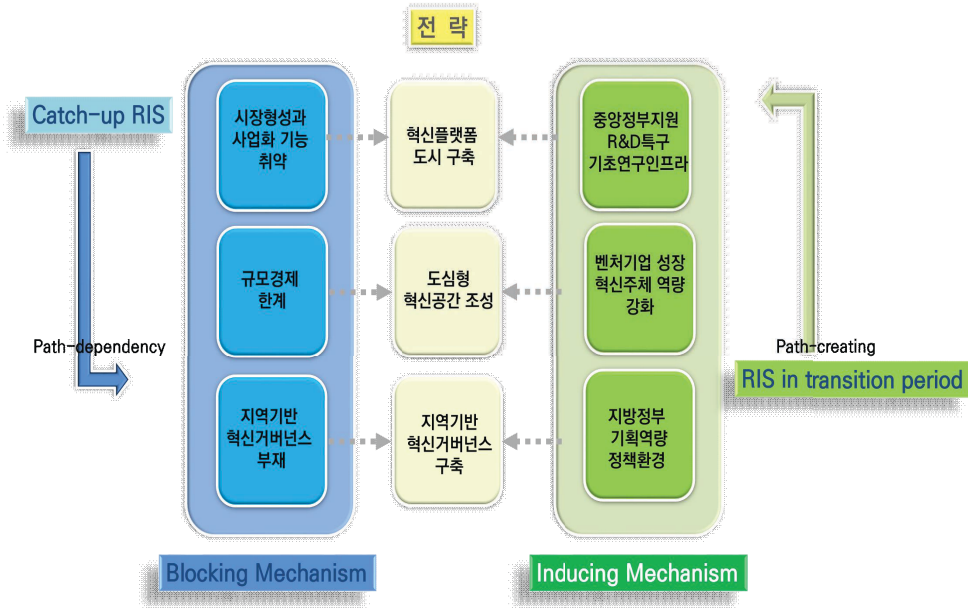 전 략
Catch-up RIS
시장형성과
사업화 기능
취약
혁신플랫폼
도시 구축
중앙정부지원
R&D특구
기초연구인프라
규모경제
한계
도심형
혁신공간 조성
벤처기업 성장
혁신주체 역량
강화
Path-dependency
Path-creating
RIS in transition period
지역기반
혁신거버넌스
부재
지역기반
혁신거버넌스
구축
지방정부
기획역량
정책환경
Blocking Mechanism
Inducing Mechanism